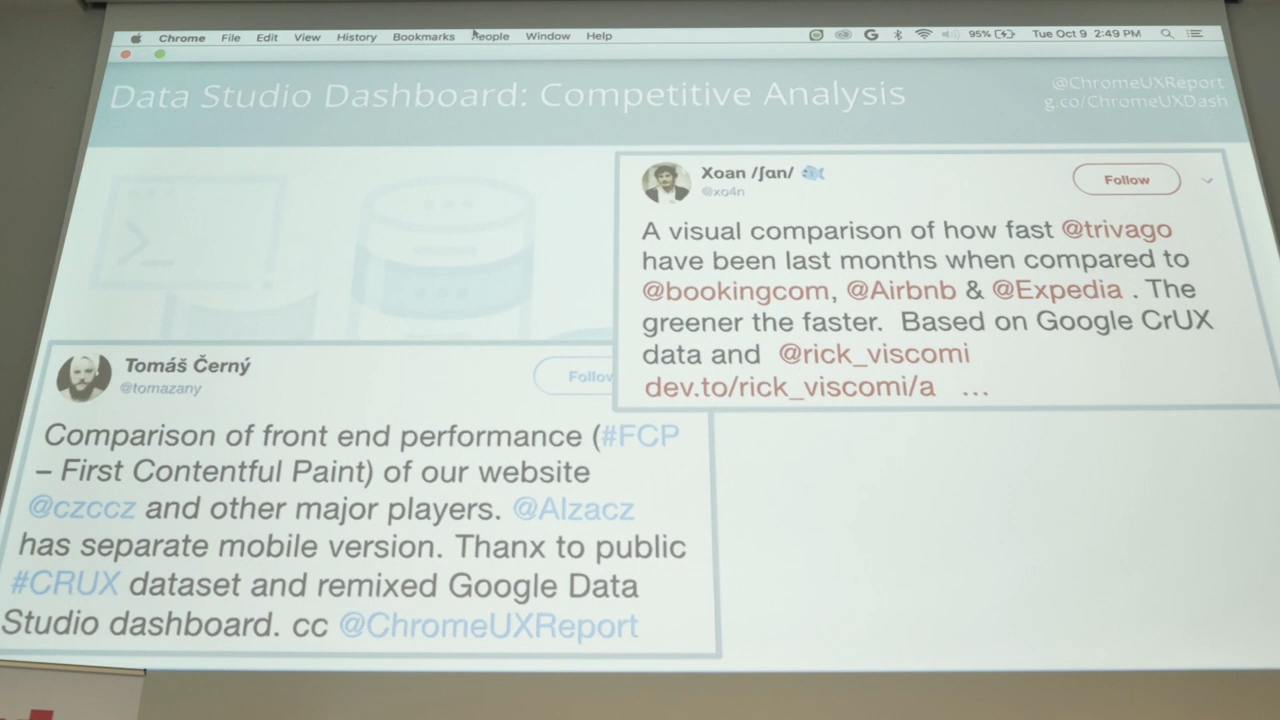 Chrome File Edit View History Bookmarks People Window Help 95% Tue Oct 9 2:49 PM
Data Studio Dashboard: Competitive Analysis
@ChromeUXReport
g.co/ChromeUXDash
Xoan /ʃan/
@xo4n
Follow
A visual comparison of how fast @trivago
have been last months when compared to
@bookingcom, @Airbnb & @Expedia . The
greener the faster. Based on Google CrUX
data and @rick_viscomi
dev.to/rick_viscomi/a ...
Tomáš Černý
@tomazany
Follow
Comparison of front end performance (#FCP
– First Contentful Paint) of our website
@czccz and other major players. @Alzacz
has separate mobile version. Thanx to public
#CRUX dataset and remixed Google Data
Studio dashboard. cc @ChromeUXReport